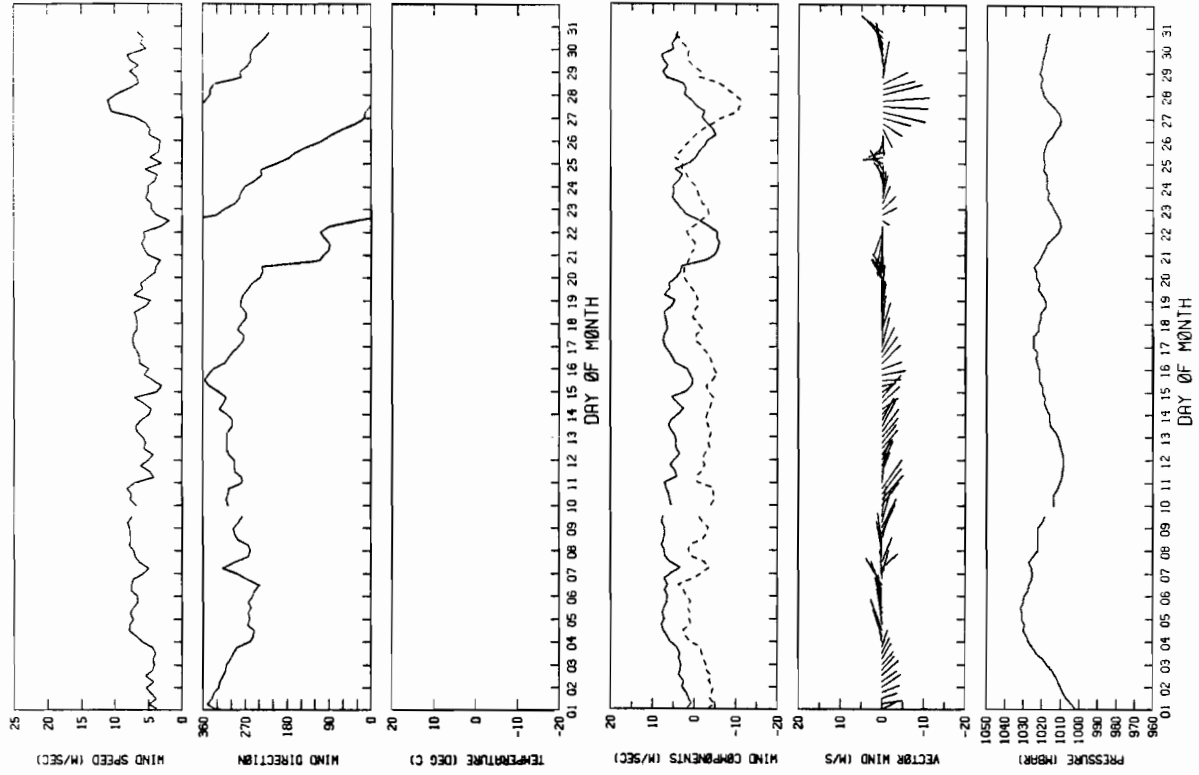 WIND SPEED (M/SEC)
25 20 15 10 5 0
WIND DIRECTION
360 270 180 90 0
TEMPERATURE (DEG C)
20 10 0 -10 -20
01 02 03 04 05 06 07 08 09 10 11 12 13 14 15 16 17 18 19 20 21 22 23 24 25 26 27 28 29 30 31
DAY ØF MØNTH
WIND CØMPØNENTS (M/SEC)
20 10 0 -10 -20
VECTØR WIND (M/S)
20 10 0 -10 -20
PRESSURE (MBAR)
1050 1040 1030 1020 1010 1000 990 980 970 960
01 02 03 04 05 06 07 08 09 10 11 12 13 14 15 16 17 18 19 20 21 22 23 24 25 26 27 28 29 30 31
DAY ØF MØNTH